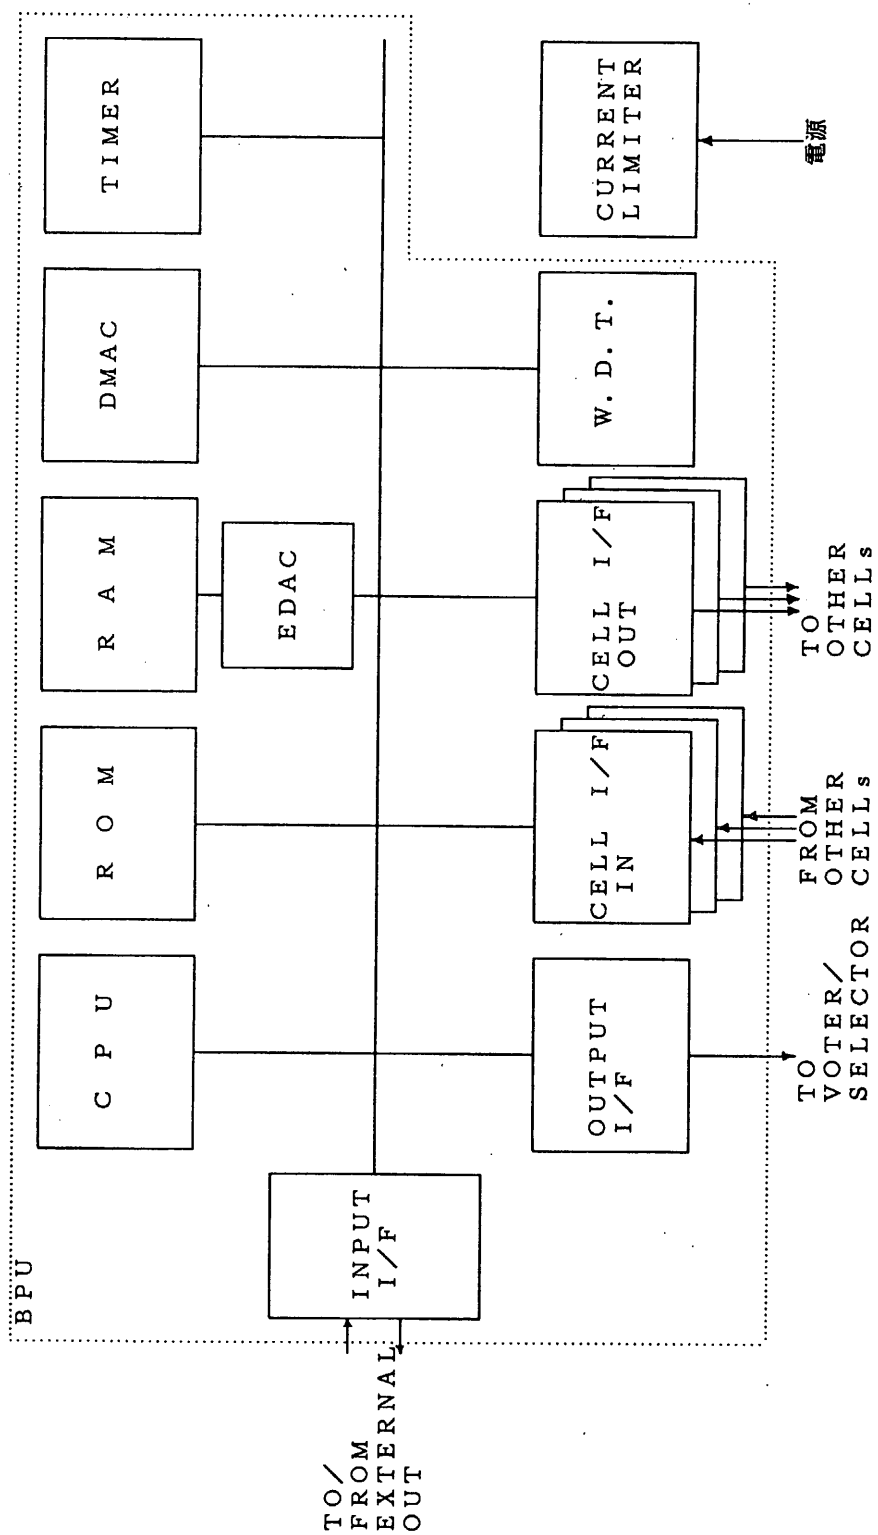 BPU
CPU
ROM
RAM
DMAC
TIMER
EDAC
TO/
FROM
EXTERNAL
OUT
INPUT
I/F
OUTPUT
I/F
CELL I/F
IN
CELL I/F
OUT
W.D.T.
CURRENT
LIMITER
TO
VOTER/
SELECTOR
FROM
OTHER
CELLs
TO
OTHER
CELLs
電源